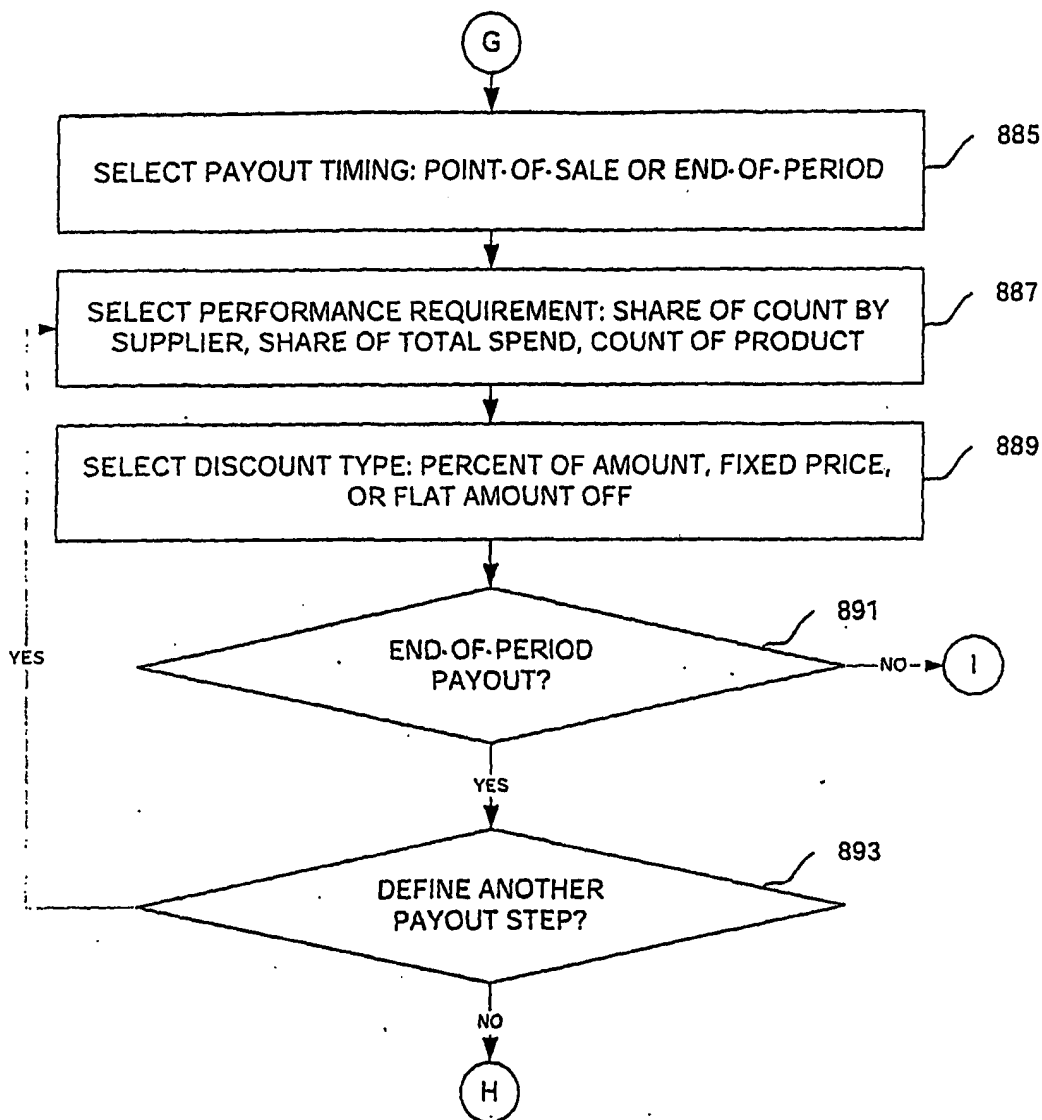 G
SELECT PAYOUT TIMING: POINT-OF-SALE OR END-OF-PERIOD
885
SELECT PERFORMANCE REQUIREMENT: SHARE OF COUNT BY
SUPPLIER, SHARE OF TOTAL SPEND, COUNT OF PRODUCT
887
SELECT DISCOUNT TYPE: PERCENT OF AMOUNT, FIXED PRICE,
OR FLAT AMOUNT OFF
889
END-OF-PERIOD
PAYOUT?
891
NO
I
YES
YES
DEFINE ANOTHER
PAYOUT STEP?
893
NO
H